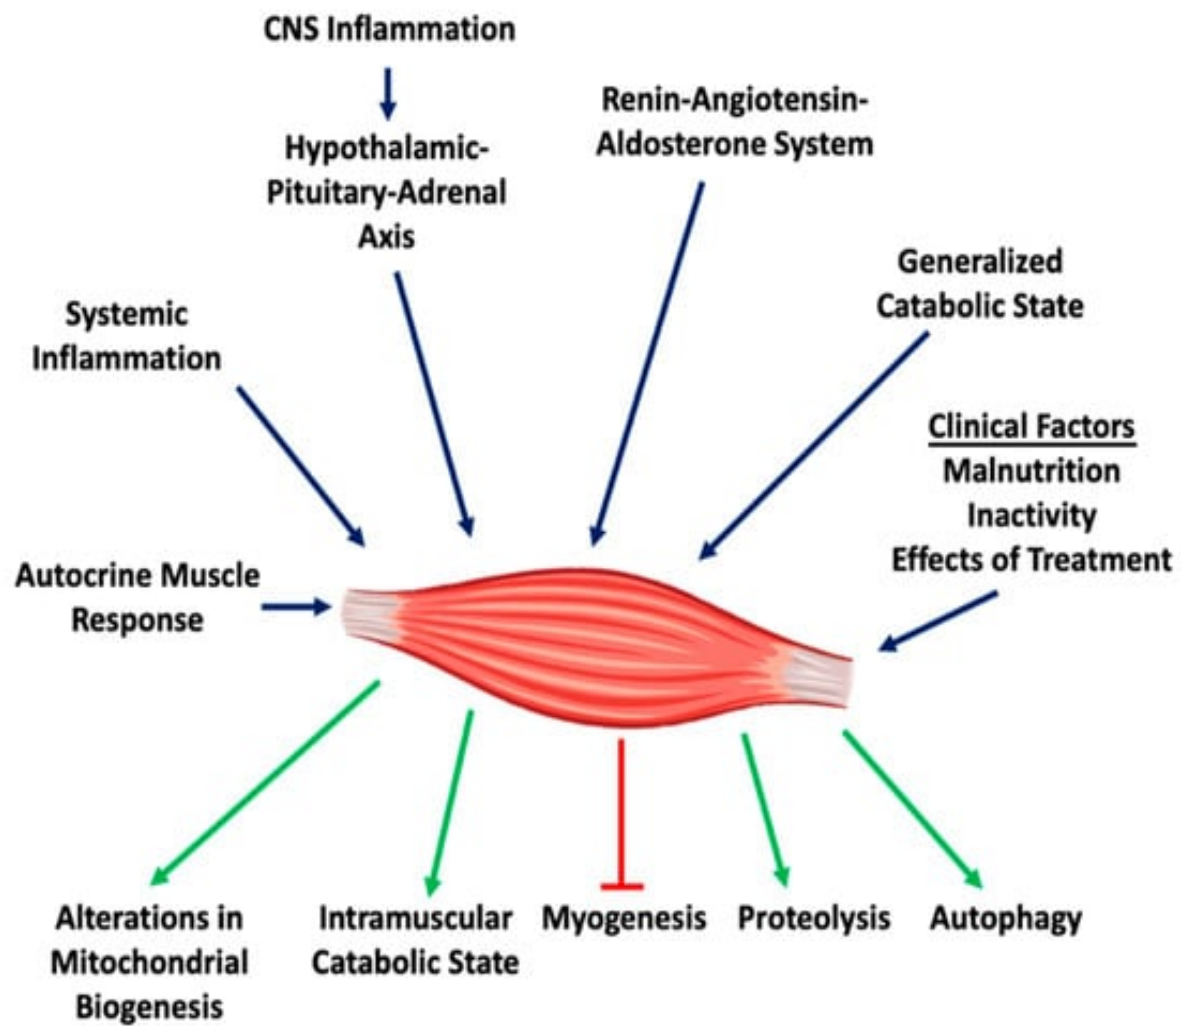 CNS Inflammation
Hypothalamic-
Pituitary-Adrenal
Axis
Renin-Angiotensin-
Aldosterone System
Generalized
Catabolic State
Systemic
Inflammation
Clinical Factors
Malnutrition
Inactivity
Effects of Treatment
Autocrine Muscle
Response
Alterations in
Mitochondrial
Biogenesis
Intramuscular
Catabolic State
Myogenesis
Proteolysis
Autophagy